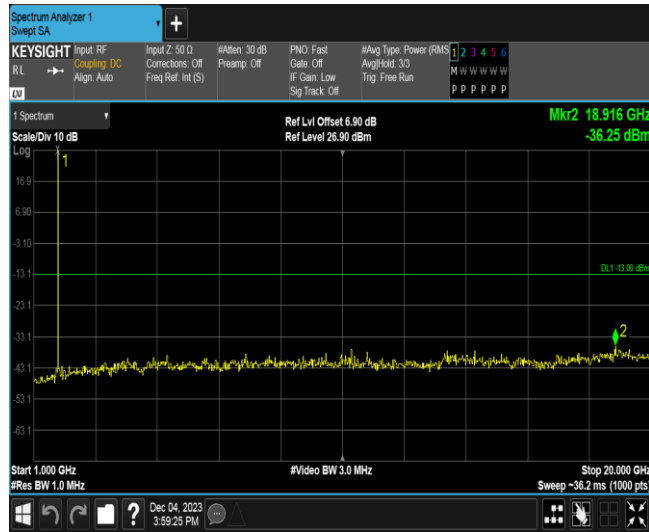 Spectrum Analyzer 1
Swept SA
+
KEYSIGHT Input: RF Input Z: 50 Ω #Atten: 30 dB PNO: Fast #Avg Type: Power (RMS 1 2 3 4 5 6
RL Coupling: DC Corrections: Off Preamp: Off Gate: Off Avg|Hold: 3/3 M W W W W W
Align: Auto Freq Ref: Int (S) IF Gain: Low Trig: Free Run
Sig Track: Off P P P P P P
LXI
1 Spectrum Ref Lvl Offset 6.90 dB Mkr2 18.916 GHz
Scale/Div 10 dB Ref Level 26.90 dBm -36.25 dBm
Log
1
16.9
6.90
-3.10
-13.1 DL1 -13.00 dBm
-23.1
-33.1 2
-43.1
-53.1
-63.1
Start 1.000 GHz #Video BW 3.0 MHz Stop 20.000 GHz
#Res BW 1.0 MHz Sweep ~36.2 ms (1000 pts)
? Dec 04, 2023
3:59:25 PM